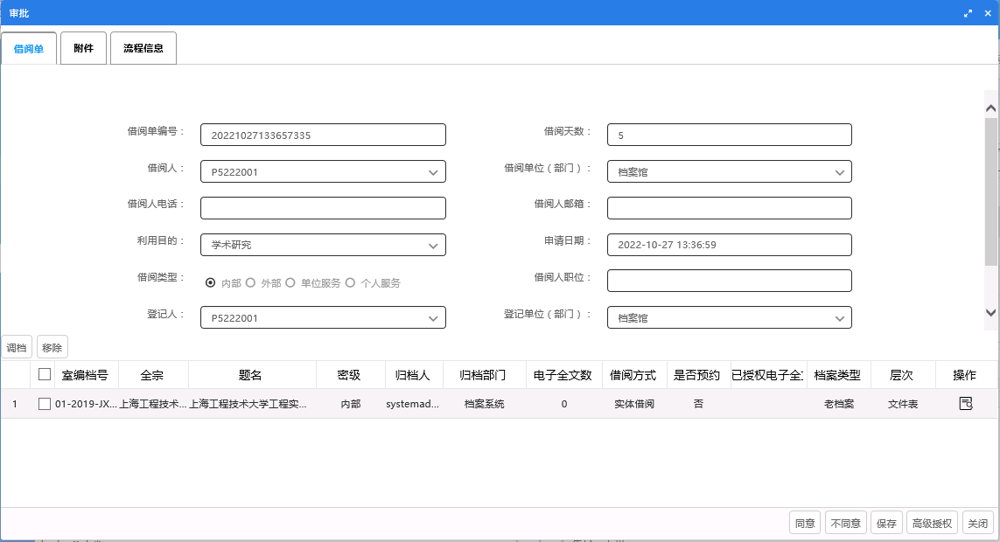 审批
借阅单 附件 流程信息
借阅单编号： 20221027133657335 借阅天数： 5
借阅人： P5222001 借阅单位（部门）： 档案馆
借阅人电话： 借阅人邮箱：
利用目的： 学术研究 申请日期： 2022-10-27 13:36:59
借阅类型： 内部 外部 单位服务 个人服务 借阅人职位：
登记人： P5222001 登记单位（部门）： 档案馆
调档 移除
室编档号 全宗 题名 密级 归档人 归档部门 电子全文数 借阅方式 是否预约 已授权电子全 档案类型 层次 操作
1 01-2019-JX... 上海工程技术... 上海工程技术大学工程实... 内部 systemad... 档案系统 0 实体借阅 否 老档案 文件表
同意 不同意 保存 高级授权 关闭